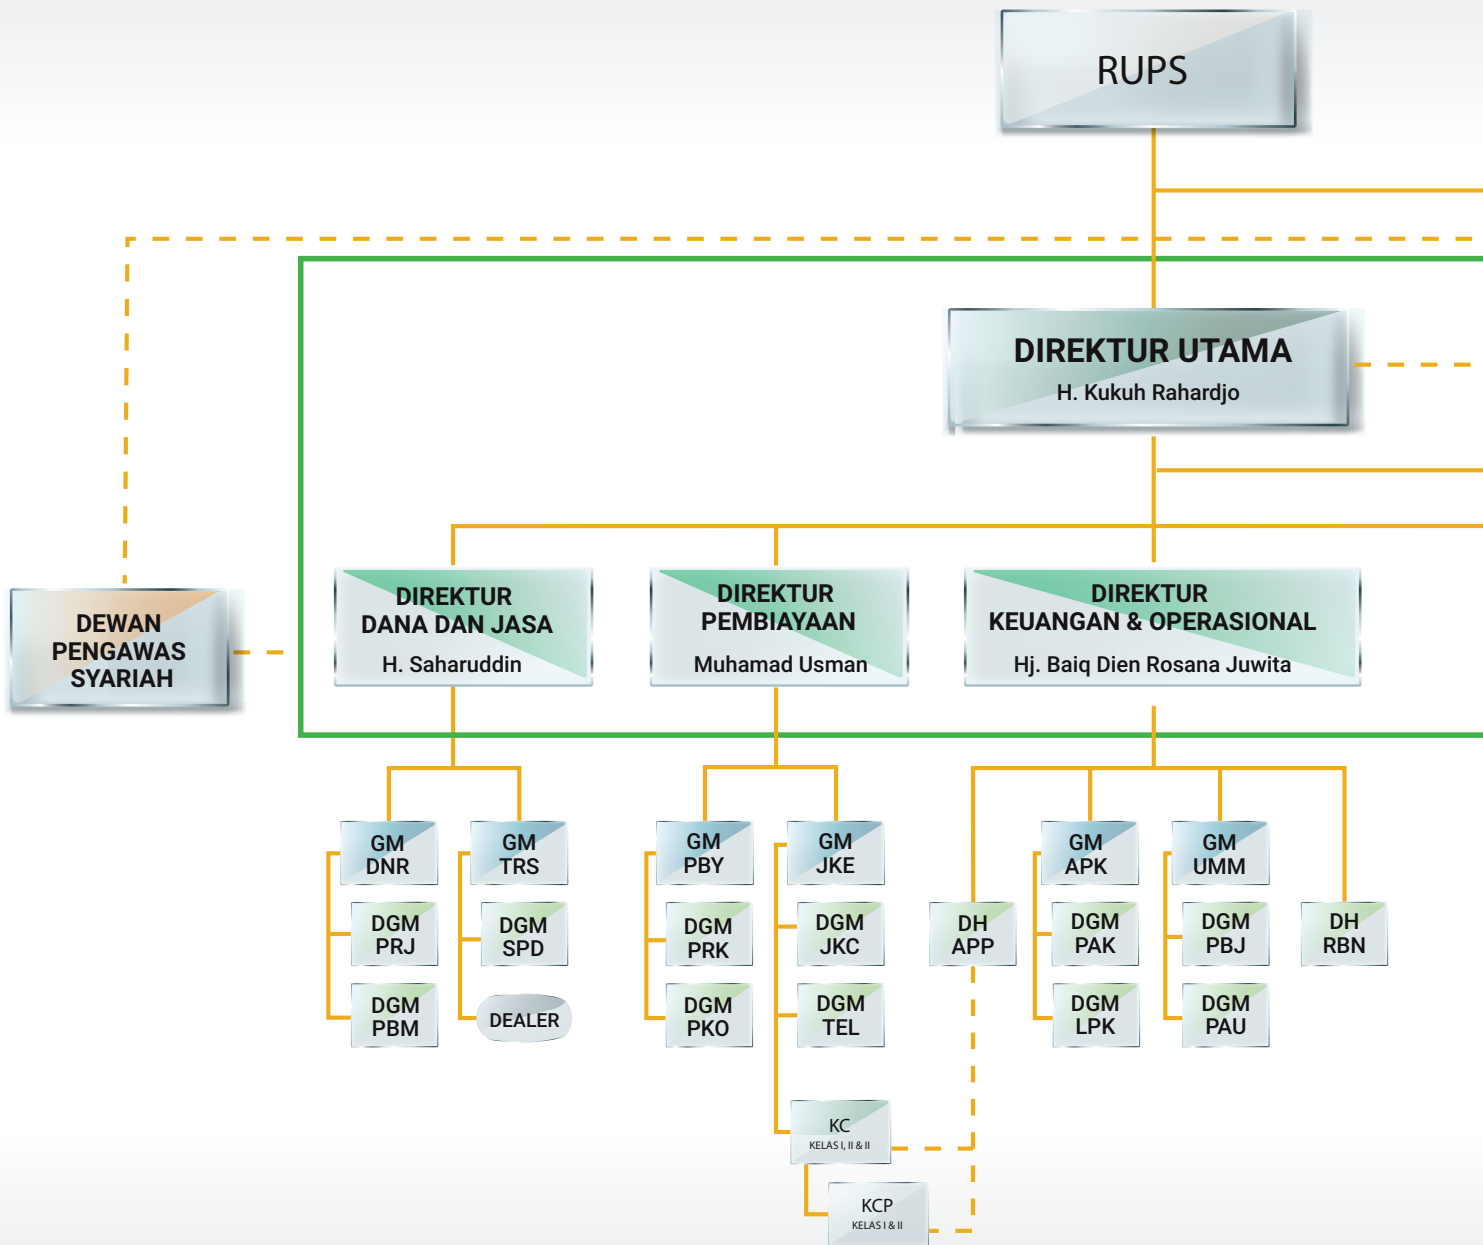 RUPS
DIREKTUR UTAMA
H. Kukuh Rahardjo
DEWAN
PENGAWAS
SYARIAH
DIREKTUR
DANA DAN JASA
H. Saharuddin
DIREKTUR
PEMBIAYAAN
Muhamad Usman
DIREKTUR
KEUANGAN & OPERASIONAL
Hj. Baiq Dien Rosana Juwita
GM
DNR
DGM
PRJ
DGM
PBM
GM
TRS
DGM
SPD
DEALER
GM
PBY
DGM
PRK
DGM
PKO
GM
JKE
DGM
JKC
DGM
TEL
KC
KELAS I, II & II
KCP
KELAS I & II
DH
APP
GM
APK
DGM
PAK
DGM
LPK
GM
UMM
DGM
PBJ
DGM
PAU
DH
RBN